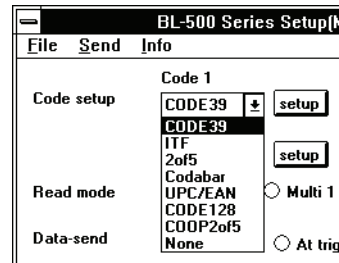 BL-500 Series Setup(
File Send Info
Code 1
Code setup CODE39 setup
CODE39
ITF
2of5 setup
Codabar
Read mode UPC/EAN Multi 1
CODE128
COOP2of5
Data-send None At trig